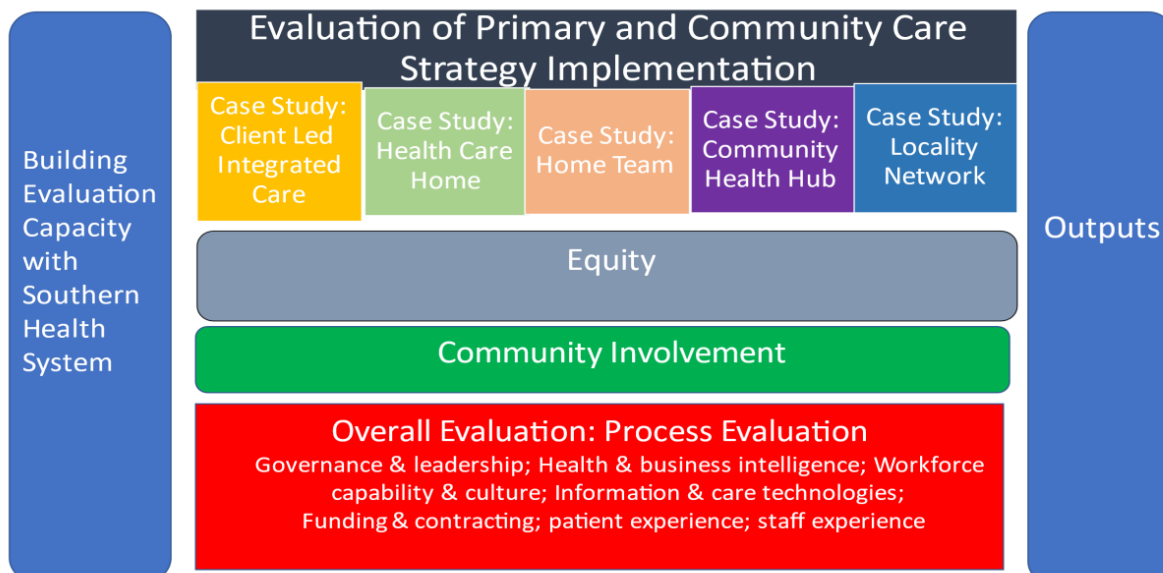 Building
Evaluation
Capacity
with
Southern
Health
System
Evaluation of Primary and Community Care
Strategy Implementation
Case Study:
Client Led
Integrated
Care
Case Study:
Health Care
Home
Case Study:
Home Team
Case Study:
Community
Health Hub
Case Study:
Locality
Network
Equity
Community Involvement
Overall Evaluation: Process Evaluation
Governance & leadership; Health & business intelligence; Workforce
capability & culture; Information & care technologies;
Funding & contracting; patient experience; staff experience
Outputs